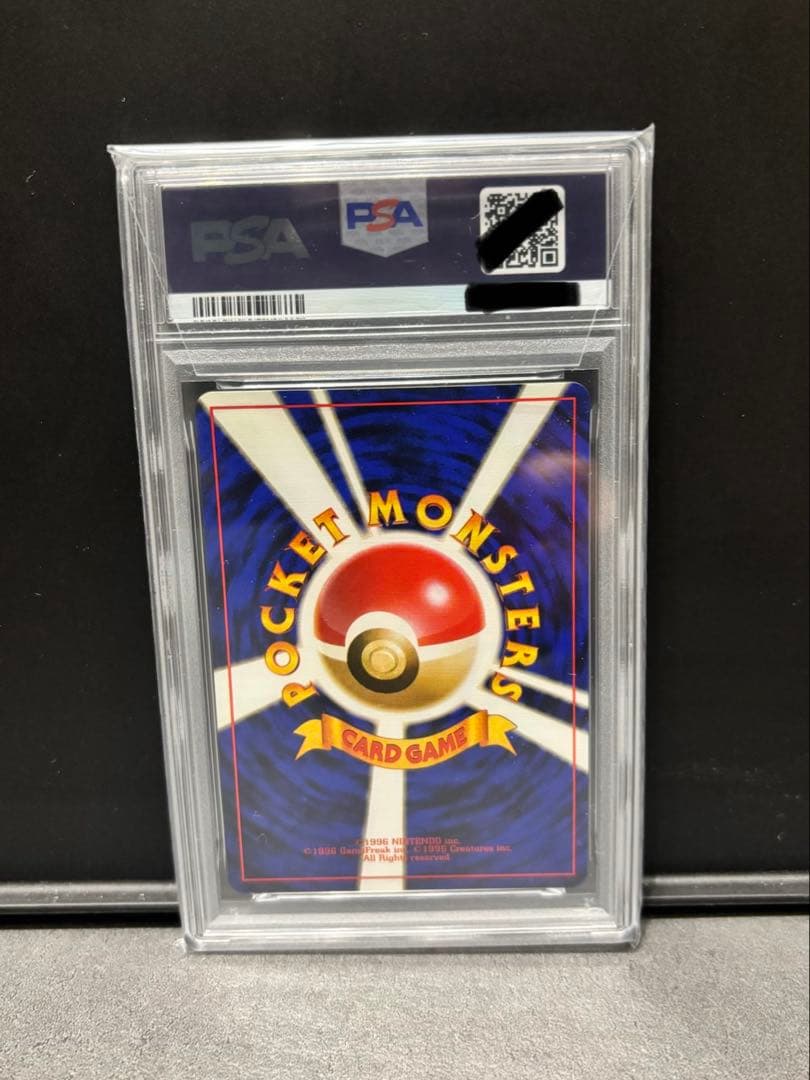 PSA
PSA
POCKET MONSTERS
CARD GAME
©1996 NINTENDO inc.
©1996 GameFreak inc. © 1996 Creatures inc.
All Rights reserved